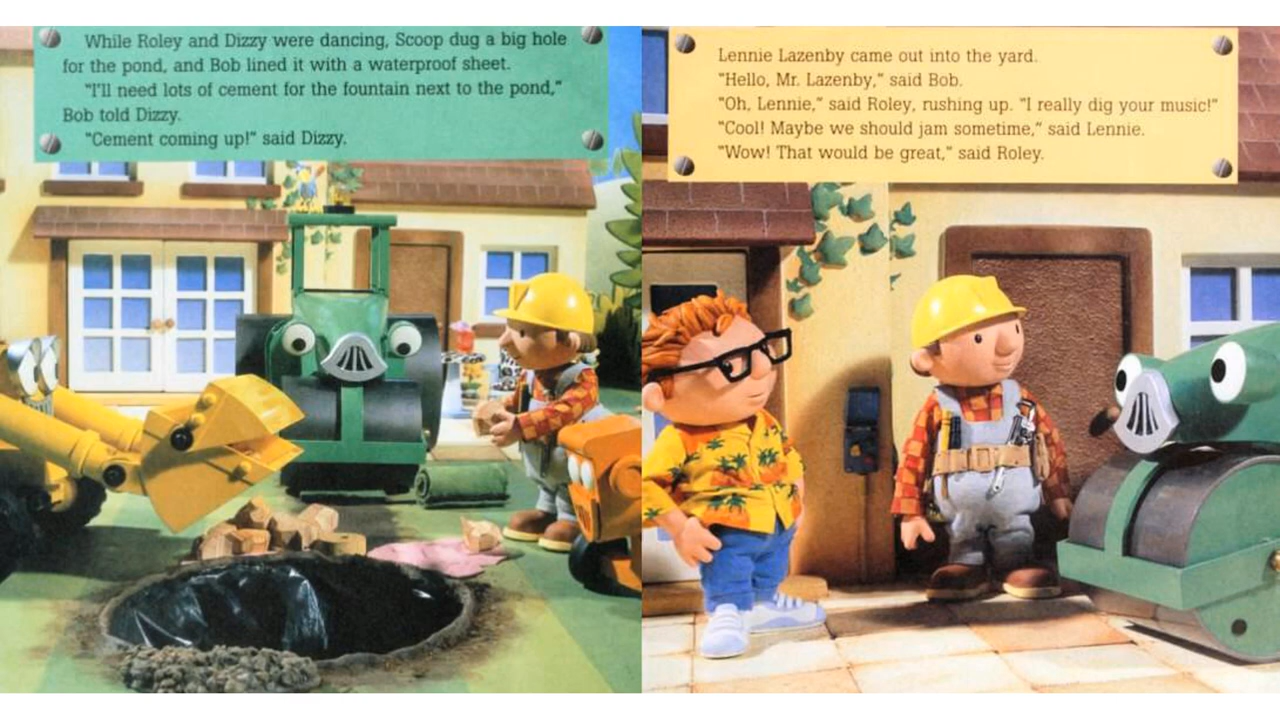 While Roley and Dizzy were dancing, Scoop dug a big hole
for the pond, and Bob lined it with a waterproof sheet.
"I'll need lots of cement for the fountain next to the pond,"
Bob told Dizzy.
"Cement coming up!" said Dizzy.
Lennie Lazenby came out into the yard.
"Hello, Mr. Lazenby," said Bob.
"Oh, Lennie," said Roley, rushing up. "I really dig your music!"
"Cool! Maybe we should jam sometime," said Lennie.
"Wow! That would be great," said Roley.